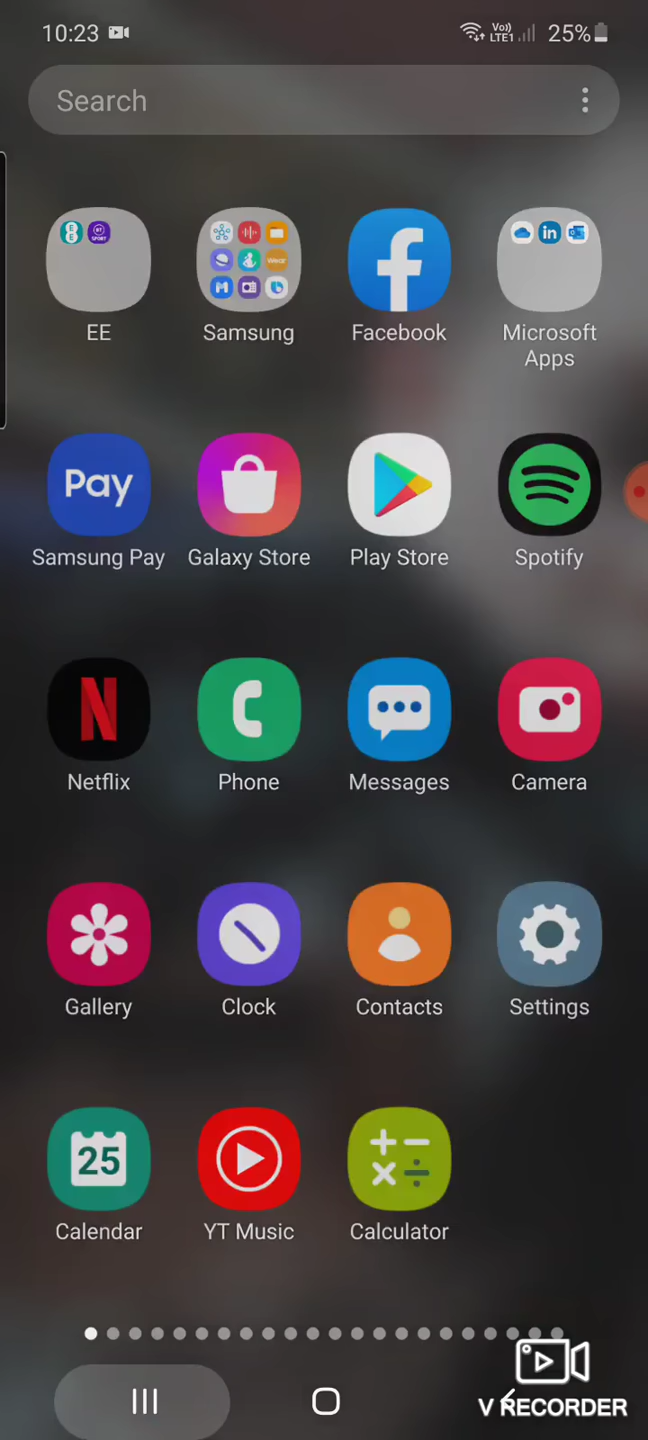 10:23 Vo) LTE1 25%
Search
EE Samsung Facebook Microsoft Apps
Pay
Samsung Pay Galaxy Store Play Store Spotify
N
Netflix Phone Messages Camera
Gallery Clock Contacts Settings
25
Calendar YT Music Calculator
V RECORDER